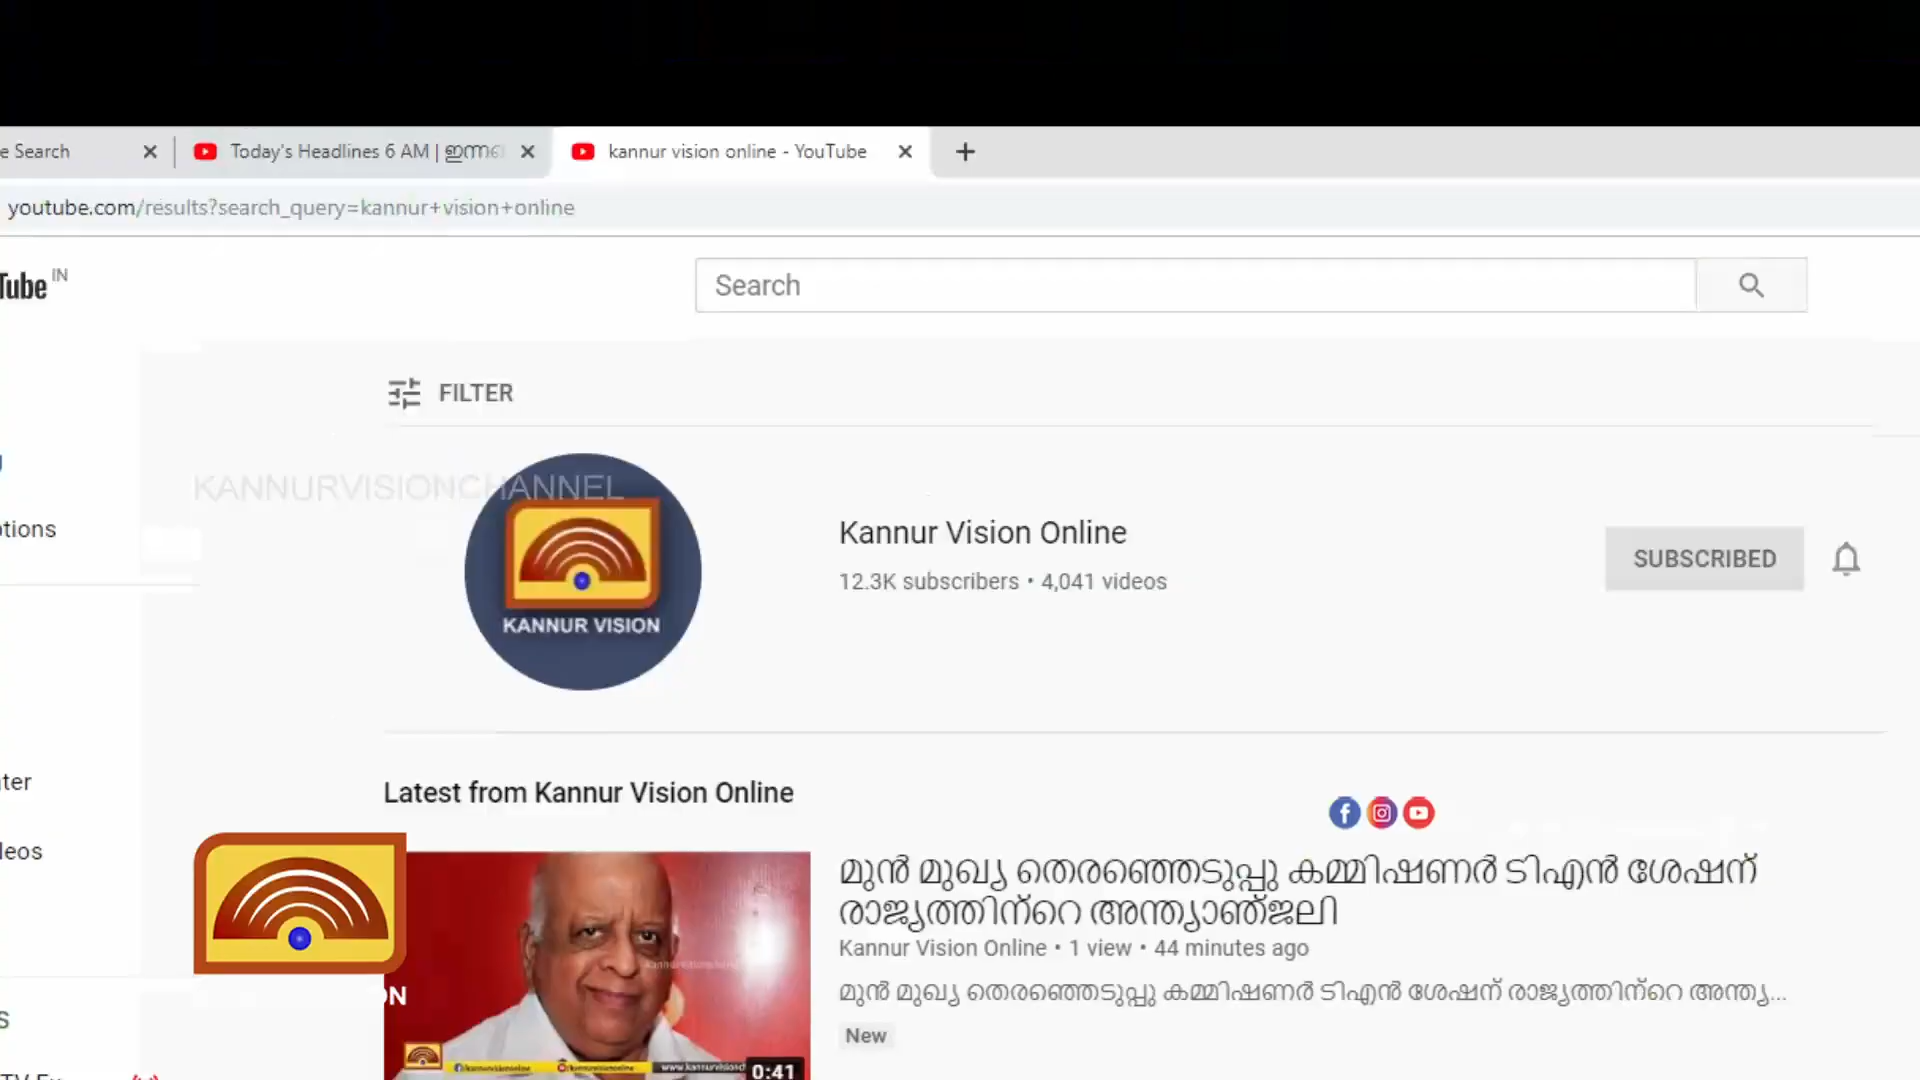 e Search
Today's Headlines 6 AM |
kannur vision online - YouTube
youtube.com/results?search_query=kannur+vision+online
Tube IN
Search
FILTER
KANNURVISIONCHANNEL
KANNUR VISION
Kannur Vision Online
12.3K subscribers • 4,041 videos
SUBSCRIBED
otions
ter
leos
Latest from Kannur Vision Online
മുൻ മുഖ്യ തെരഞ്ഞെടുപ്പു കമ്മിഷണർ ടിഎൻ ശേഷന്
രാജ്യത്തിന്റെ അന്ത്യാഞ്ജലി
Kannur Vision Online • 1 view • 44 minutes ago
മുൻ മുഖ്യ തെരഞ്ഞെടുപ്പു കമ്മിഷണർ ടിഎൻ ശേഷന് രാജ്യത്തിന്റെ അന്ത്യ...
New
ON
S
0:41